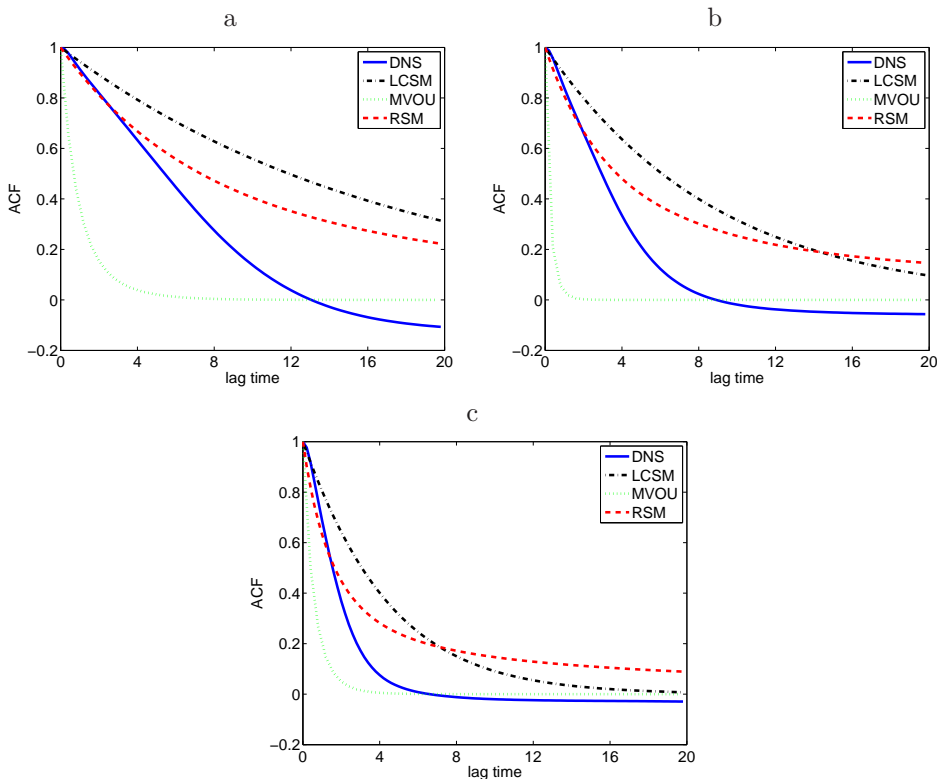 a
1
0.8
0.6
0.4
0.2
0
−0.2
ACF
0 4 8 12 16 20
lag time
DNS
LCSM
MVOU
RSM
b
1
0.8
0.6
0.4
0.2
0
−0.2
ACF
0 4 8 12 16 20
lag time
DNS
LCSM
MVOU
RSM
c
1
0.8
0.6
0.4
0.2
0
−0.2
ACF
0 4 8 12 16 20
lag time
DNS
LCSM
MVOU
RSM